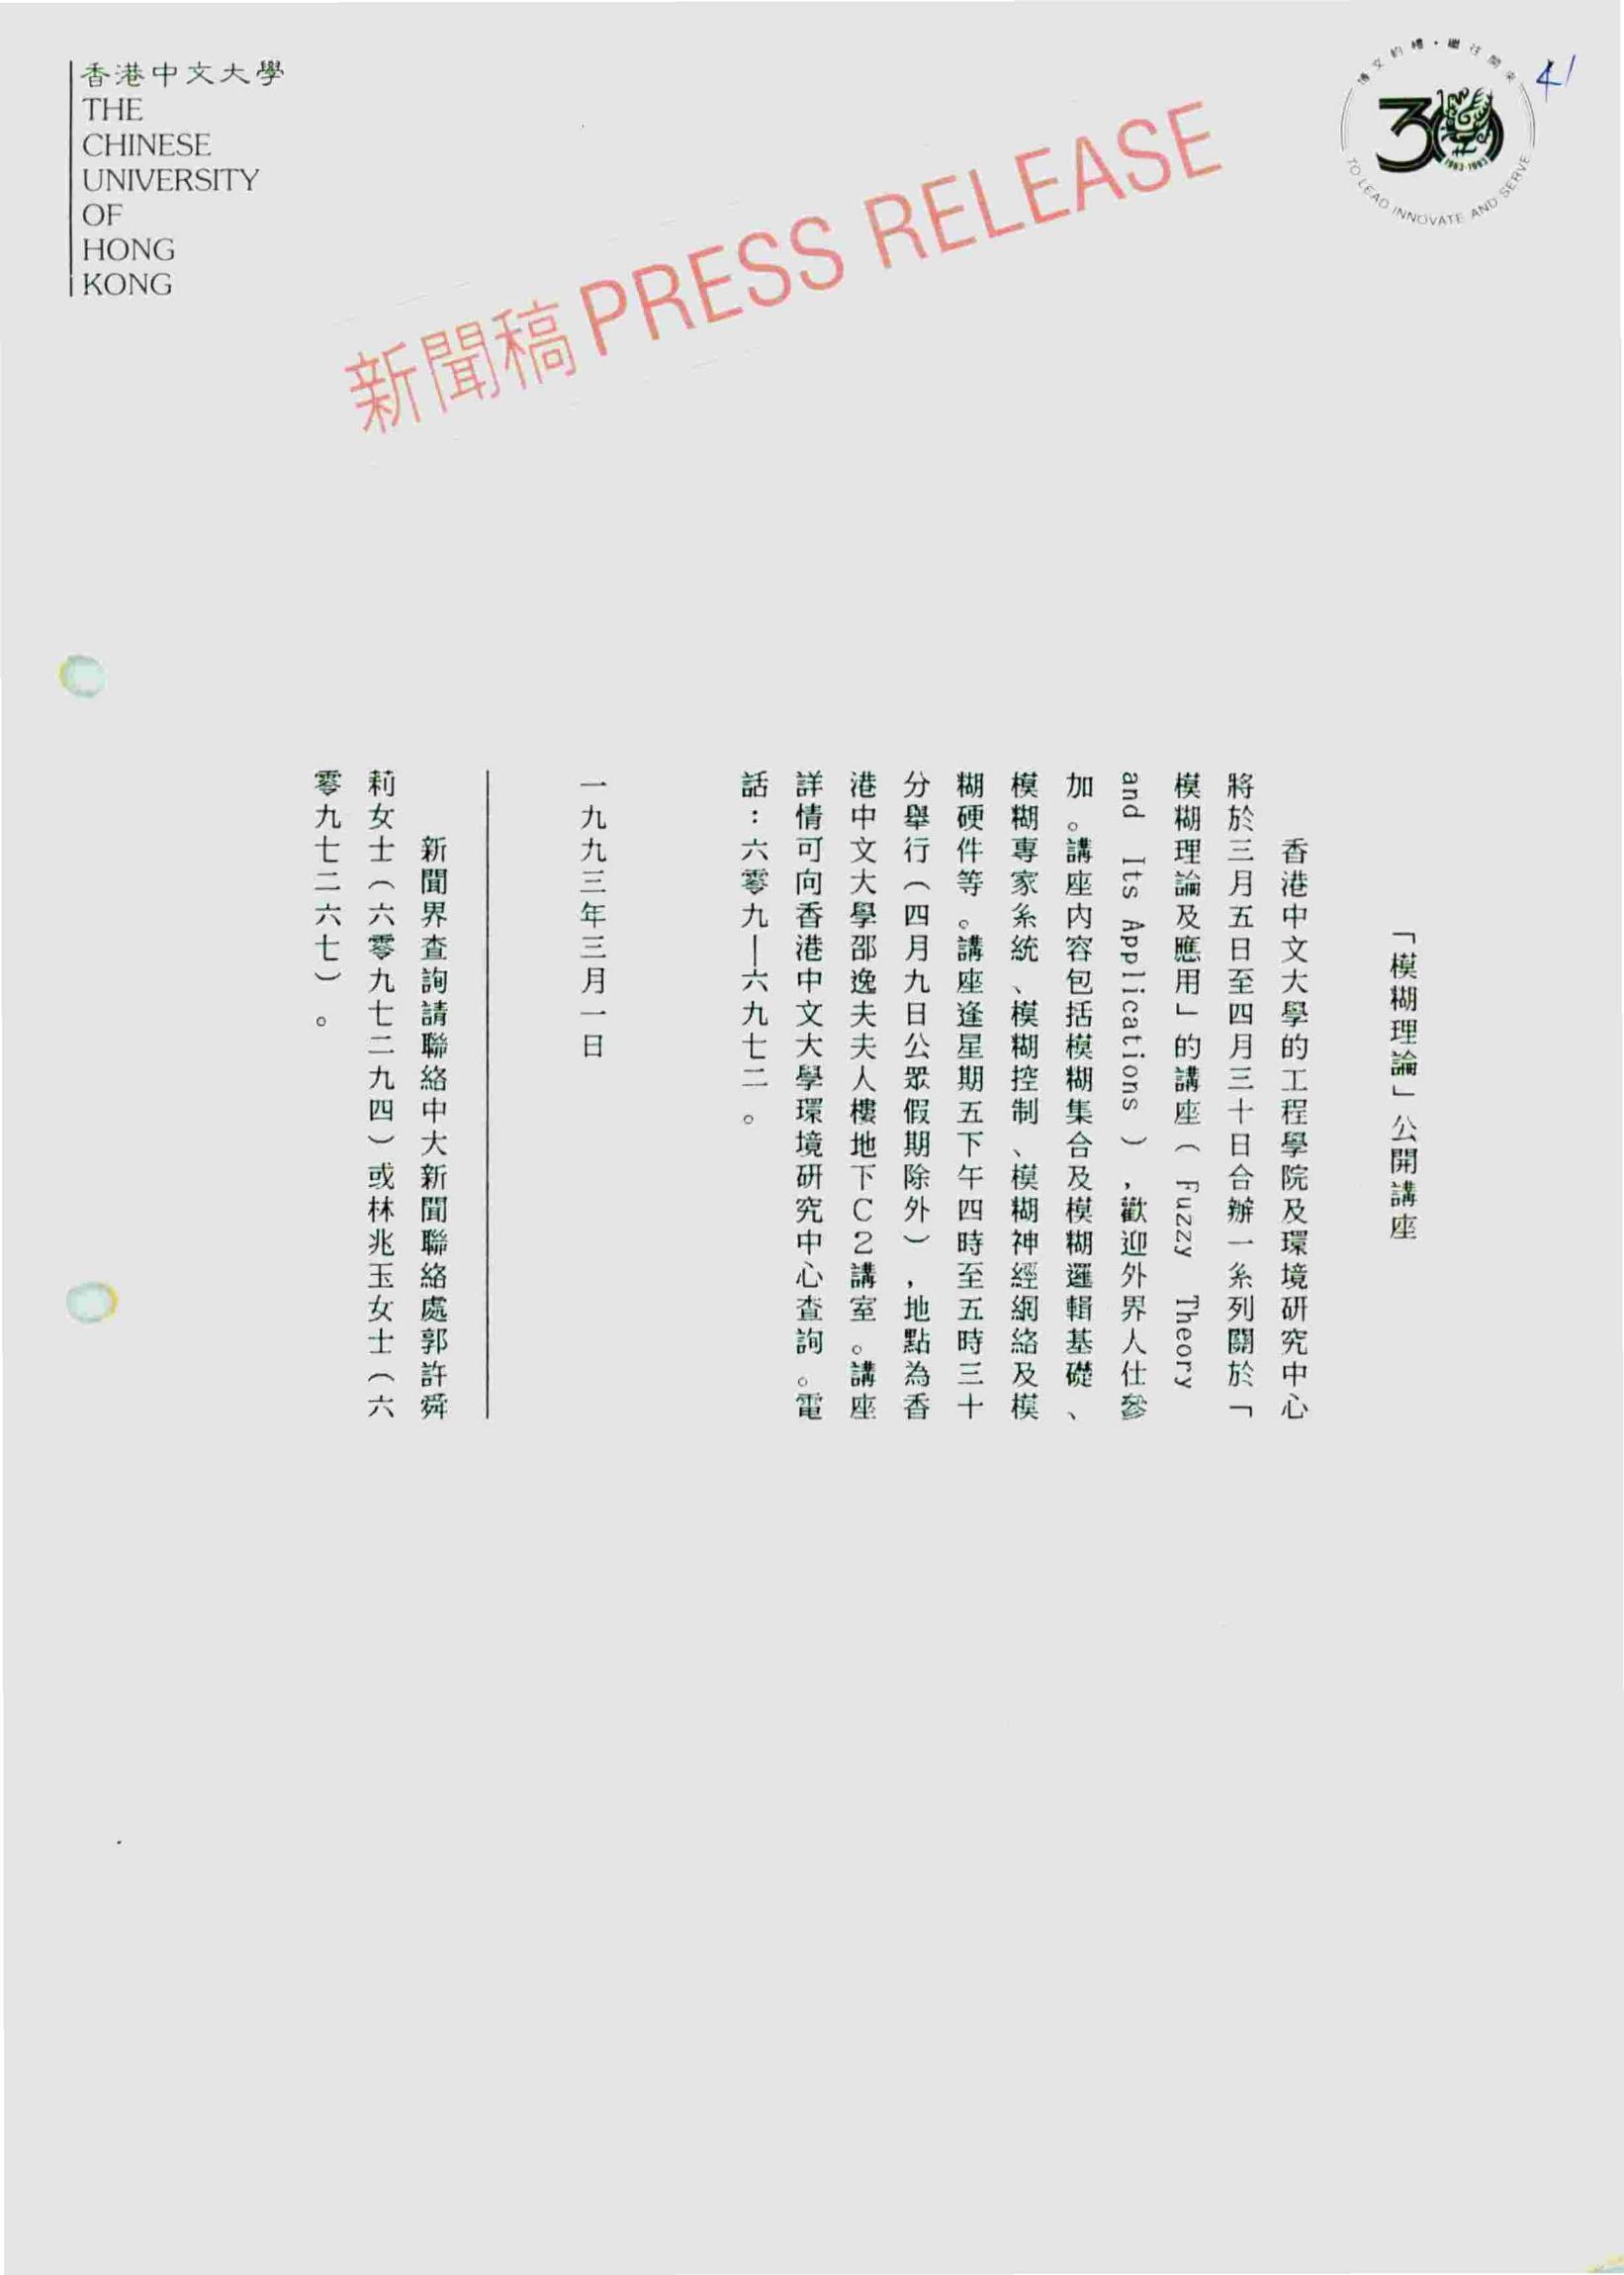 香港中文大學
THE
CHINESE
UNIVERSITY
OF
HONG
KONG
新聞稿 PRESS RELEASE
博文約禮・繼往開來
30
1963-1993
TO LEAD INNOVATE AND SERVE
41
「模糊理論」公開講座
香港中文大學的工程學院及環境研究中心
將於三月五日至四月三十日合辦一系列關於「
模糊理論及應用」的講座（Fuzzy Theory
and Its Applications），歡迎外界人仕參
加。講座內容包括模糊集合及模糊邏輯基礎、
模糊專家系統、模糊控制、模糊神經網絡及模
糊硬件等。講座逢星期五下午四時至五時三十
分舉行（四月九日公眾假期除外），地點為香
港中文大學邵逸夫夫人樓地下C2講室。講座
詳情可向香港中文大學環境研究中心查詢。電
話：六零九—六九七二。
一九九三年三月一日
新聞界查詢請聯絡中大新聞聯絡處郭許舜
莉女士（六零九七二九四）或林兆玉女士（六
零九七二六七）。